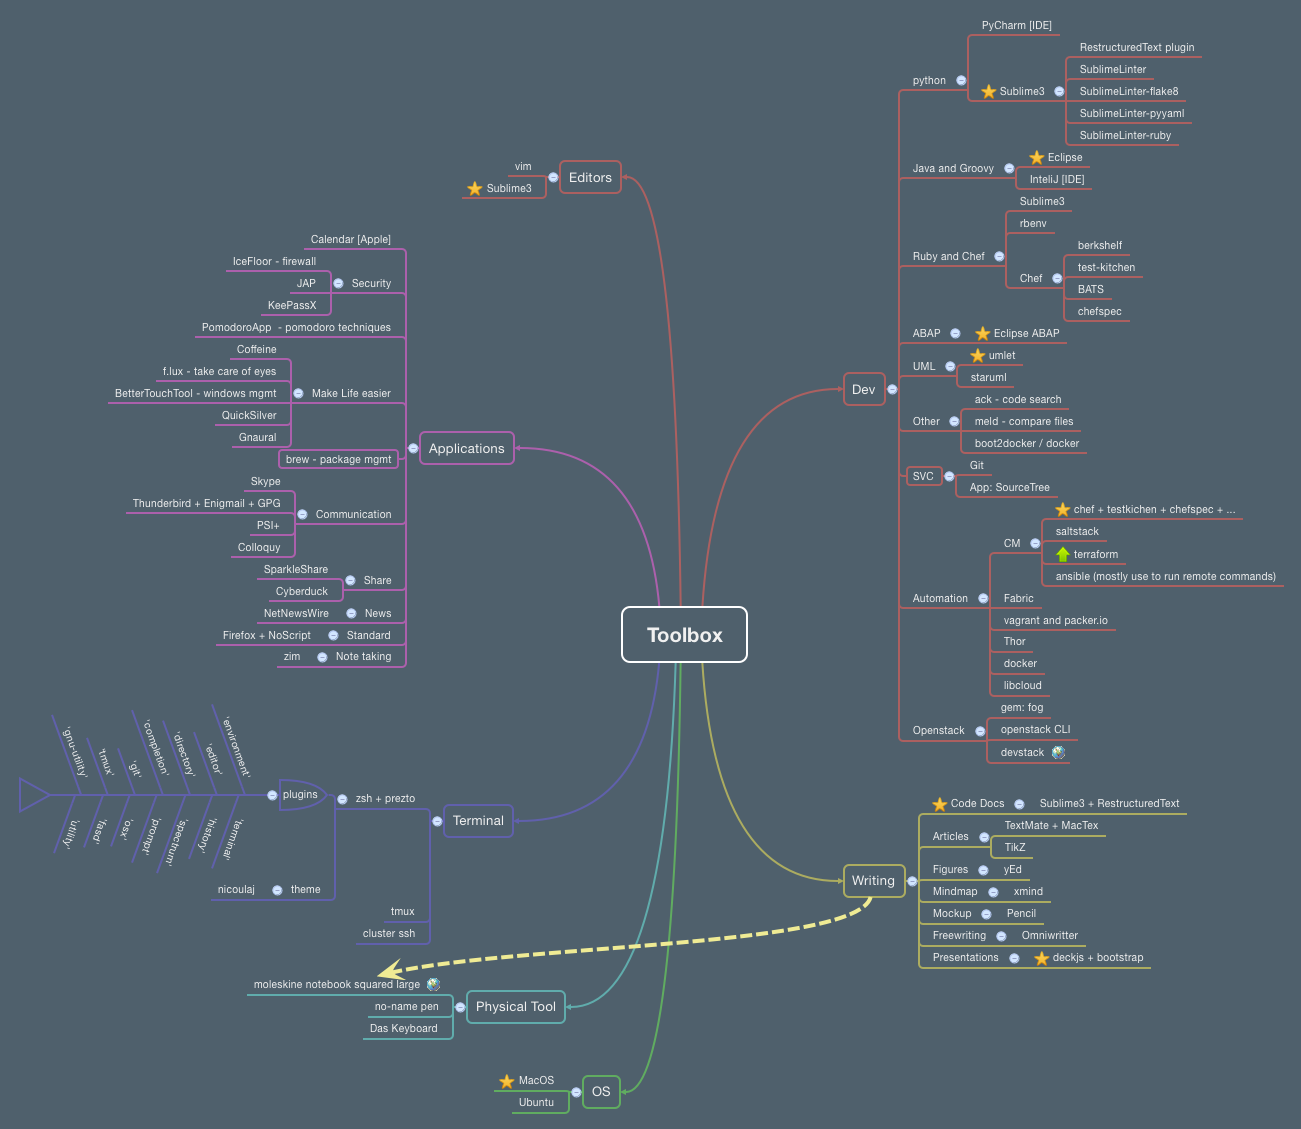 Toolbox
Editors
vim
Sublime3
Applications
Calendar [Apple]
Security
IceFloor - firewall
JAP
KeePassX
PomodoroApp - pomodoro techniques
Make Life easier
Coffeine
f.lux - take care of eyes
BetterTouchTool - windows mgmt
QuickSilver
Gnaural
brew - package mgmt
Communication
Skype
Thunderbird + Enigmail + GPG
PSI+
Colloquy
Share
SparkleShare
Cyberduck
News
NetNewsWire
Standard
Firefox + NoScript
Note taking
zim
Terminal
zsh + prezto
plugins
'environment'
'editor'
'directory'
'completion'
'git'
'tmux'
'gnu-utility'
'terminal'
'history'
'spectrum'
'prompt'
'osx'
'fasd'
'utility'
theme
nicoulaj
tmux
cluster ssh
Physical Tool
moleskine notebook squared large
no-name pen
Das Keyboard
OS
MacOS
Ubuntu
Dev
python
PyCharm [IDE]
Sublime3
RestructuredText plugin
SublimeLinter
SublimeLinter-flake8
SublimeLinter-pyyaml
SublimeLinter-ruby
Java and Groovy
Eclipse
InteliJ [IDE]
Ruby and Chef
Sublime3
rbenv
Chef
berkshelf
test-kitchen
BATS
chefspec
ABAP
Eclipse ABAP
UML
umlet
staruml
Other
ack - code search
meld - compare files
boot2docker / docker
SVC
Git
App: SourceTree
Automation
CM
chef + testkichen + chefspec + ...
saltstack
terraform
ansible (mostly use to run remote commands)
Fabric
vagrant and packer.io
Thor
docker
libcloud
Openstack
gem: fog
openstack CLI
devstack
Writing
Code Docs
Sublime3 + RestructuredText
Articles
TextMate + MacTex
TikZ
Figures
yEd
Mindmap
xmind
Mockup
Pencil
Freewriting
Omniwritter
Presentations
deckjs + bootstrap